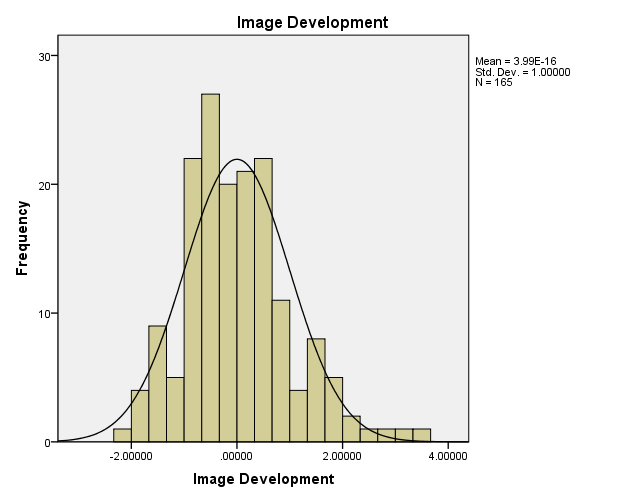 Image Development
Mean = 3.99E-16
Std. Dev. = 1.00000
N = 165
30
20
10
0
Frequency
-2.00000
.00000
2.00000
4.00000
Image Development